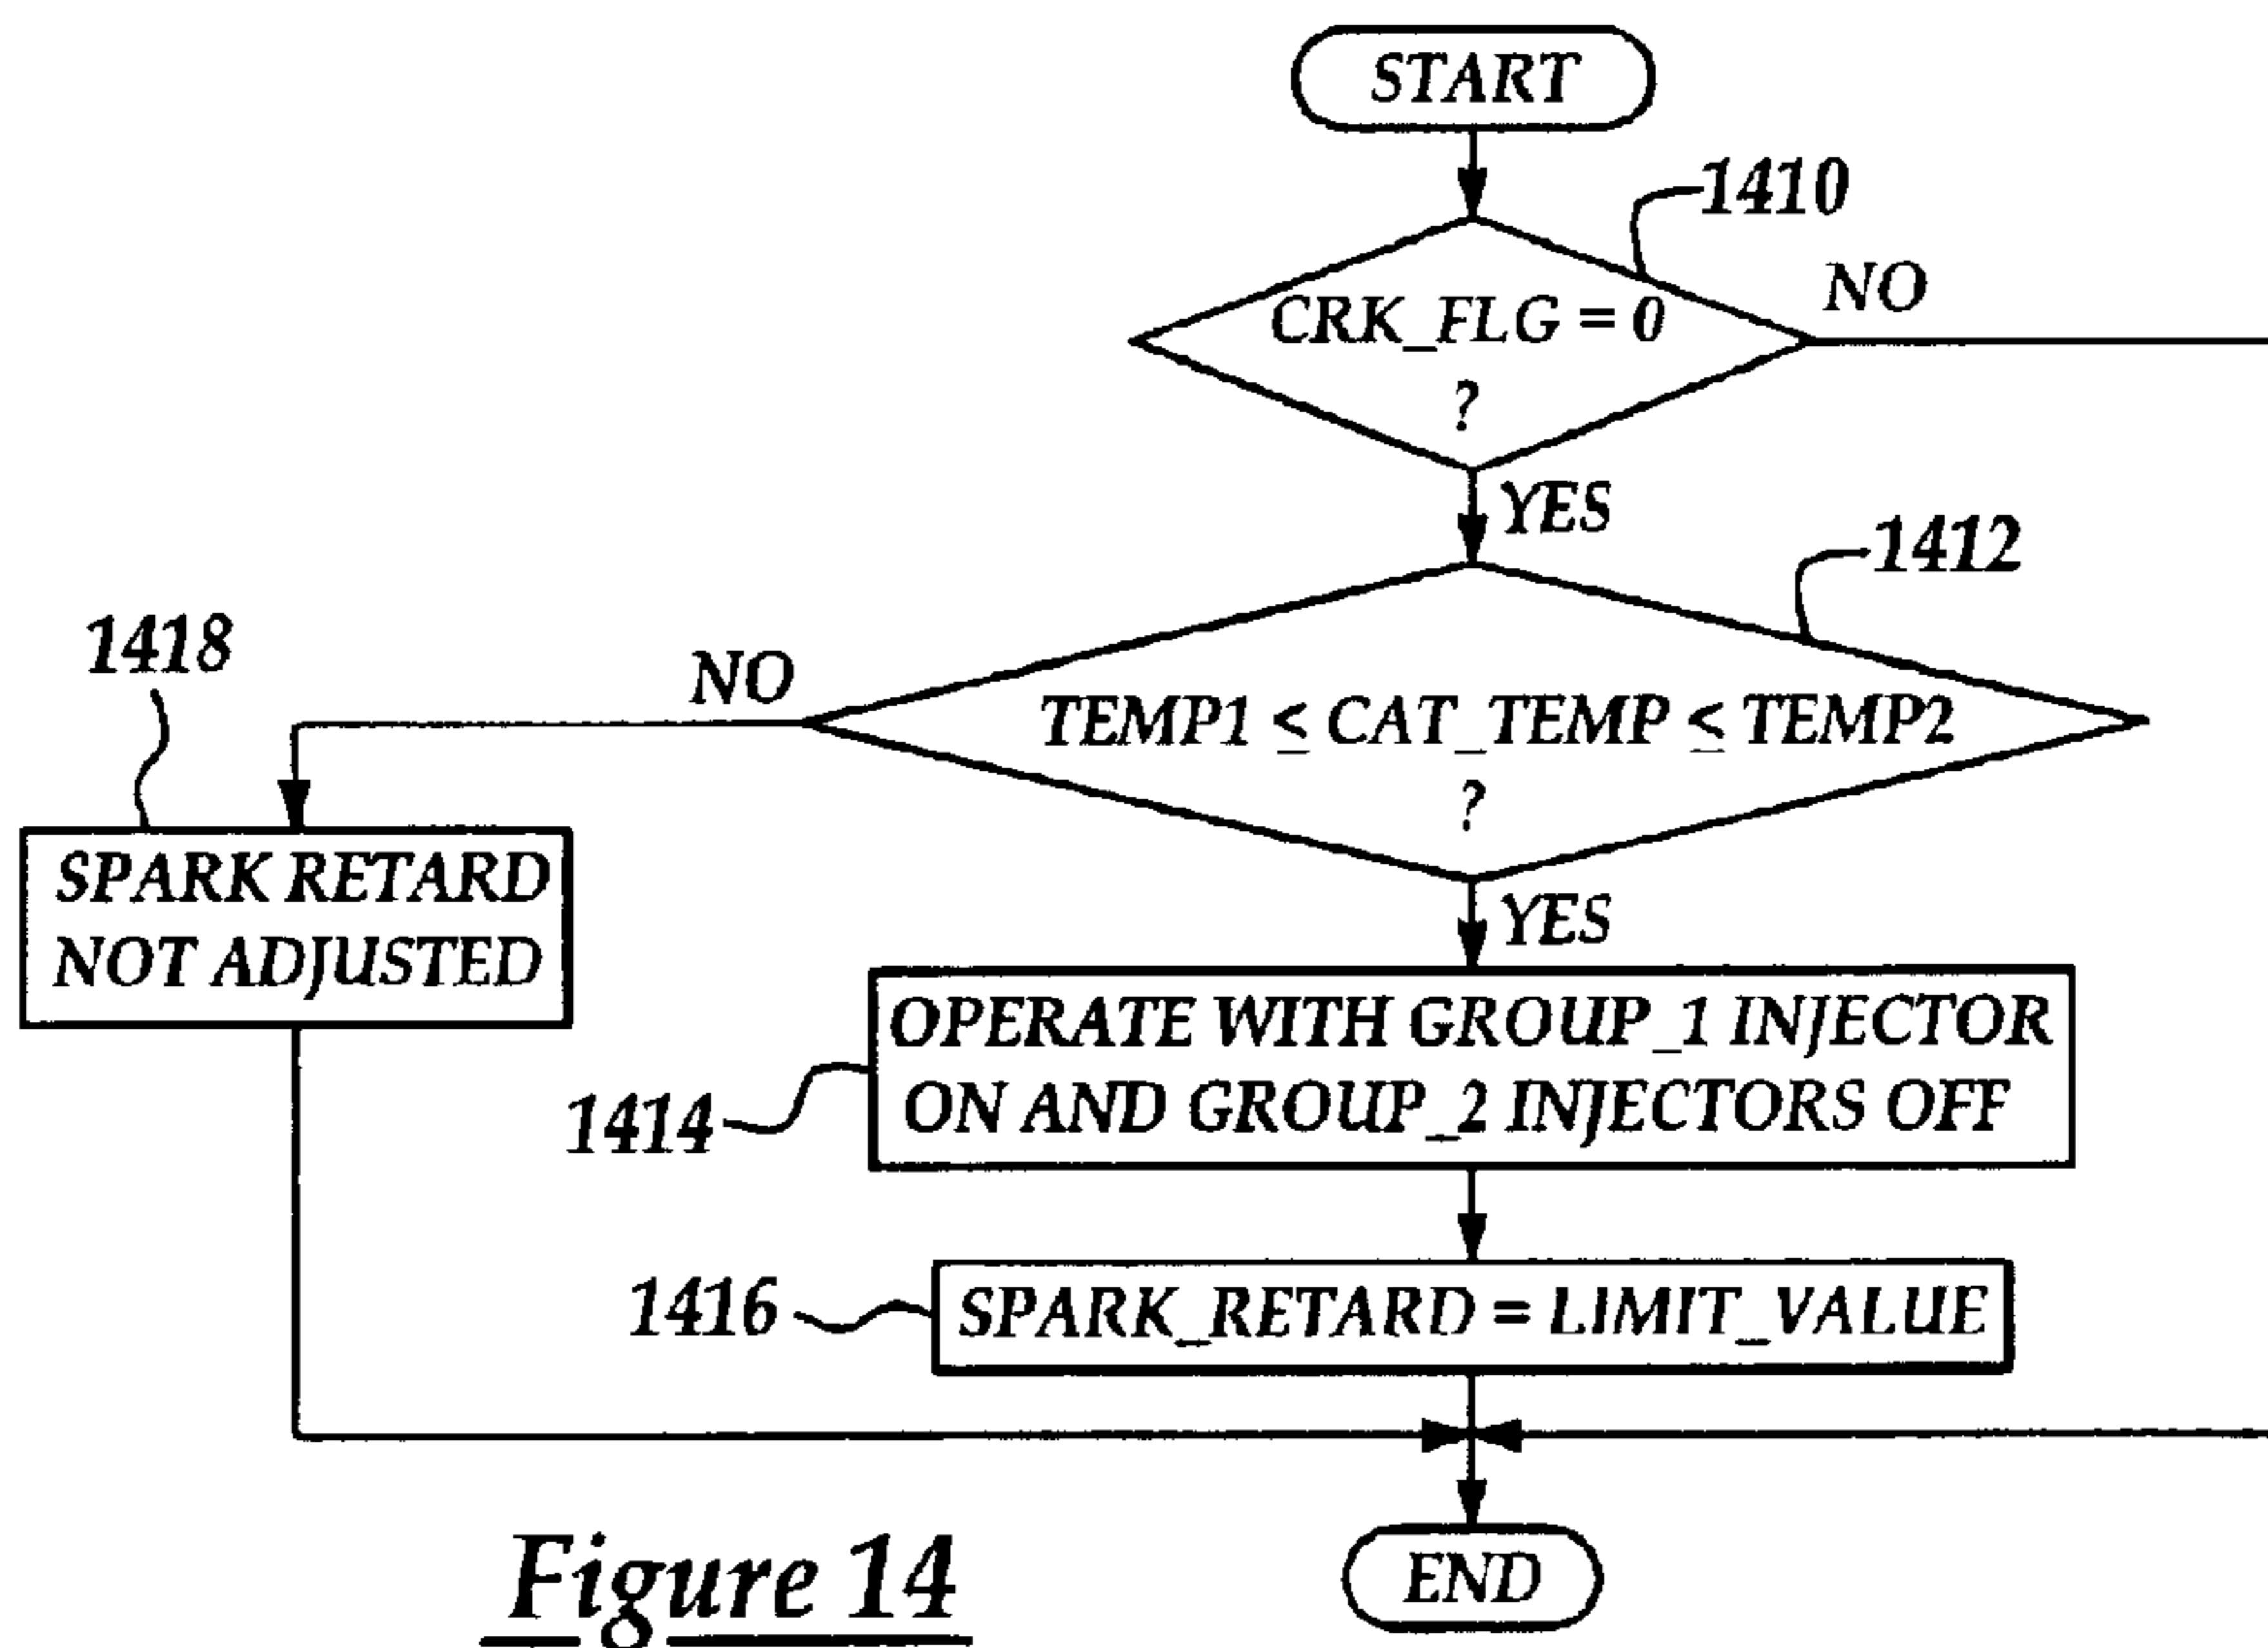 START
1410
CRK_FLG = 0
?
NO
YES
1412
TEMP1 ≤ CAT_TEMP ≤ TEMP2
?
NO
1418
SPARK RETARD
NOT ADJUSTED
YES
OPERATE WITH GROUP_1 INJECTOR
ON AND GROUP_2 INJECTORS OFF
1414
1416
SPARK_RETARD = LIMIT_VALUE
END
Figure 14